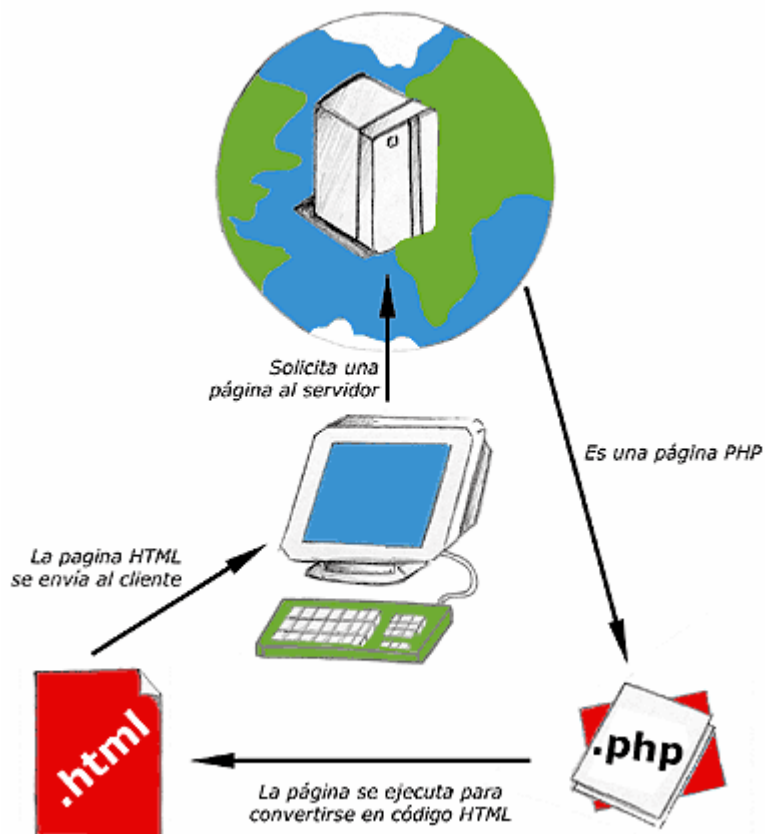 Solicita una
página al servidor
Es una página PHP
La pagina HTML
se envía al cliente
.html
.php
La página se ejecuta para
convertirse en código HTML